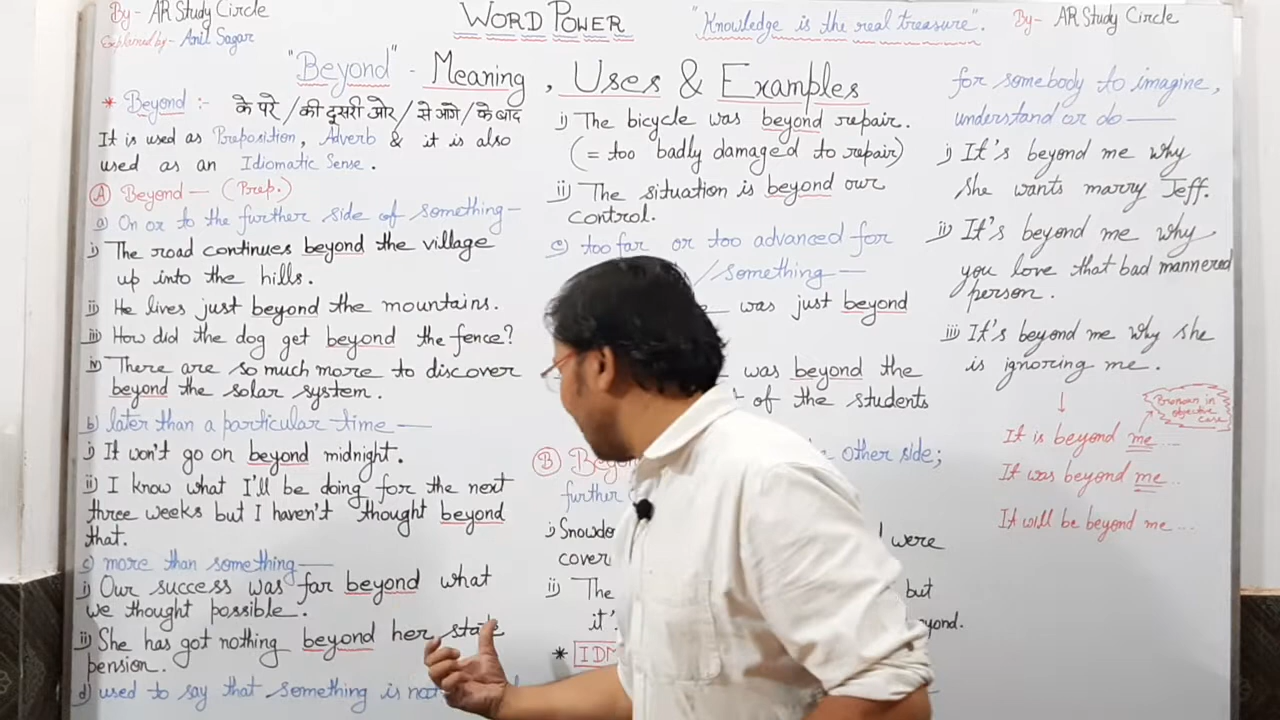 By- AR Study Circle
Explained by- Anil Sagar
WORD POWER
"Knowledge is the real treasure".
By- AR Study Circle
"Beyond" - Meaning, Uses & Examples
* Beyond :- के परे / की दुसरी ओर / से आगे / के बाद
It is used as Preposition, Adverb & it is also
used as an Idiomatic Sense.
(A) Beyond — (Prep.)
a) On or to the further side of something—
i) The road continues beyond the village
up into the hills.
ii) He lives just beyond the mountains.
iii) How did the dog get beyond the fence?
iv) There are so much more to discover
beyond the solar system.
b) later than a particular time—
i) It won't go on beyond midnight.
ii) I know what I'll be doing for the next
three weeks but I haven't thought beyond
that.
c) more than something—
i) Our success was far beyond what
we thought possible.
ii) She has got nothing beyond her state
pension.
d) used to say that something is not
i) The bicycle was beyond repair.
(= too badly damaged to repair)
ii) The situation is beyond our
control.
e) too far or too advanced for
/something—
was just beyond
was beyond the
of the students
(B)
other side;
further
i)
were
cover
ii) The
but
it's
*
for somebody to imagine,
understand or do—
i) It's beyond me why
she wants marry Jeff.
ii) It's beyond me why
you love that bad mannered
person.
iii) It's beyond me why she
is ignoring me.
↓
Pronoun in
objective
case
It is beyond me...
It was beyond me..
It will be beyond me...